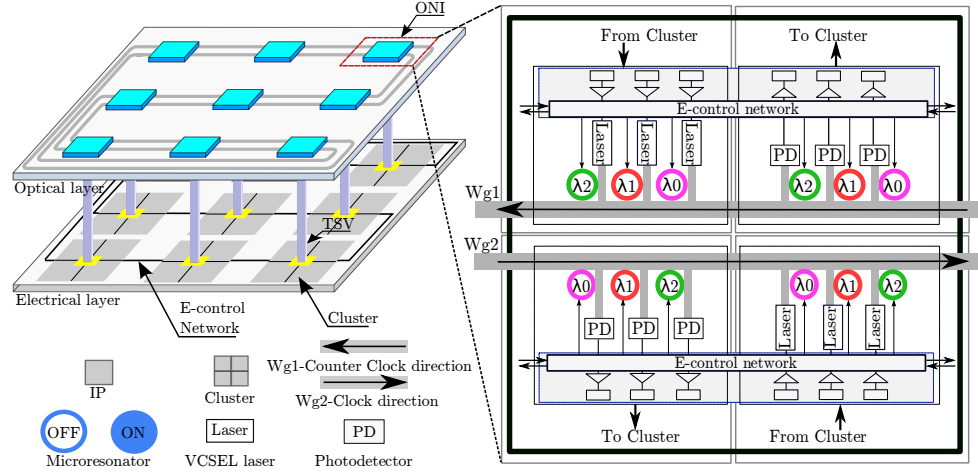 ONI
Optical layer
TSV
Electrical layer
E-control
Network
Cluster
Wg1-Counter Clock direction
Wg2-Clock direction
IP
Cluster
OFF
ON
Laser
PD
Microresonator
VCSEL laser
Photodetector
From Cluster
To Cluster
E-control network
Laser
Laser
Laser
PD
PD
PD
λ2
λ1
λ0
λ2
λ1
λ0
Wg1
Wg2
λ0
λ1
λ2
λ0
λ1
λ2
PD
PD
PD
Laser
Laser
Laser
E-control network
To Cluster
From Cluster